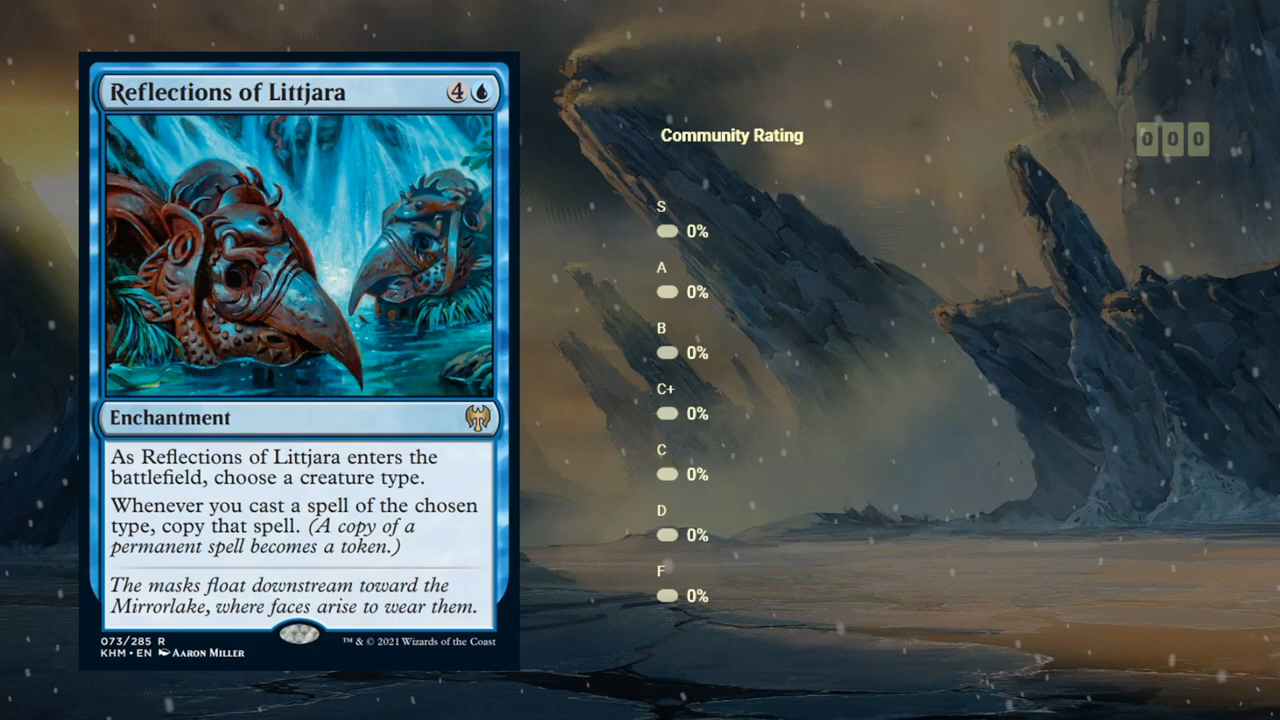 Reflections of Littjara 4
Enchantment
As Reflections of Littjara enters the
battlefield, choose a creature type.
Whenever you cast a spell of the chosen
type, copy that spell. (A copy of a
permanent spell becomes a token.)
The masks float downstream toward the
Mirrorlake, where faces arise to wear them.
073/285 R
KHM • EN AARON MILLER
™ & © 2021 Wizards of the Coast
Community Rating
0 0 0
S
0%
A
0%
B
0%
C+
0%
C
0%
D
0%
F
0%